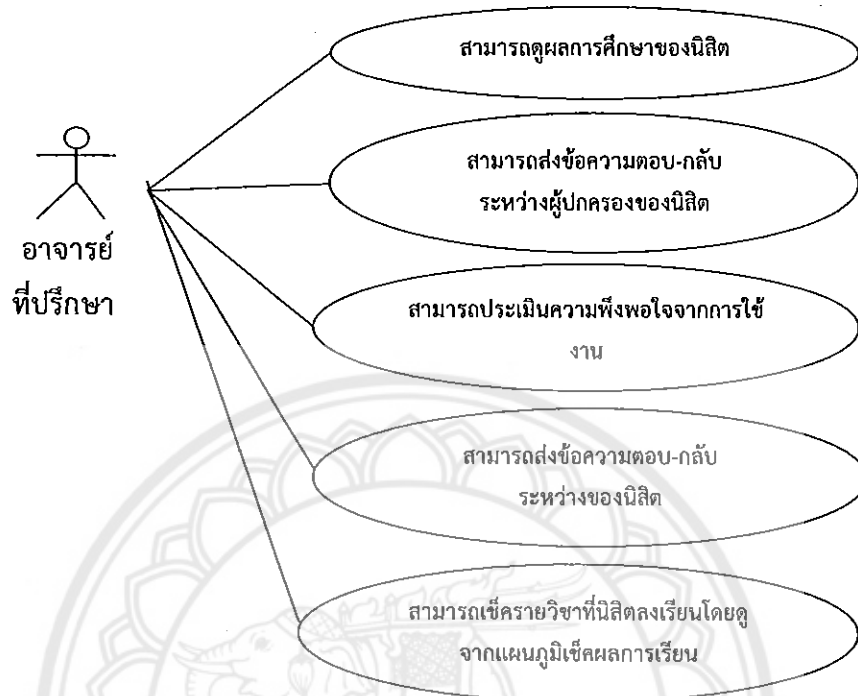 สามารถดูผลการศึกษาของนิสิต
สามารถส่งข้อความตอบ-กลับ
ระหว่างผู้ปกครองของนิสิต
อาจารย์
ที่ปรึกษา
สามารถประเมินความพึงพอใจจากการใช้
งาน
สามารถส่งข้อความตอบ-กลับ
ระหว่างของนิสิต
สามารถเช็ครายวิชาที่นิสิตลงเรียนโดยดู
จากแผนภูมิเช็คผลการเรียน